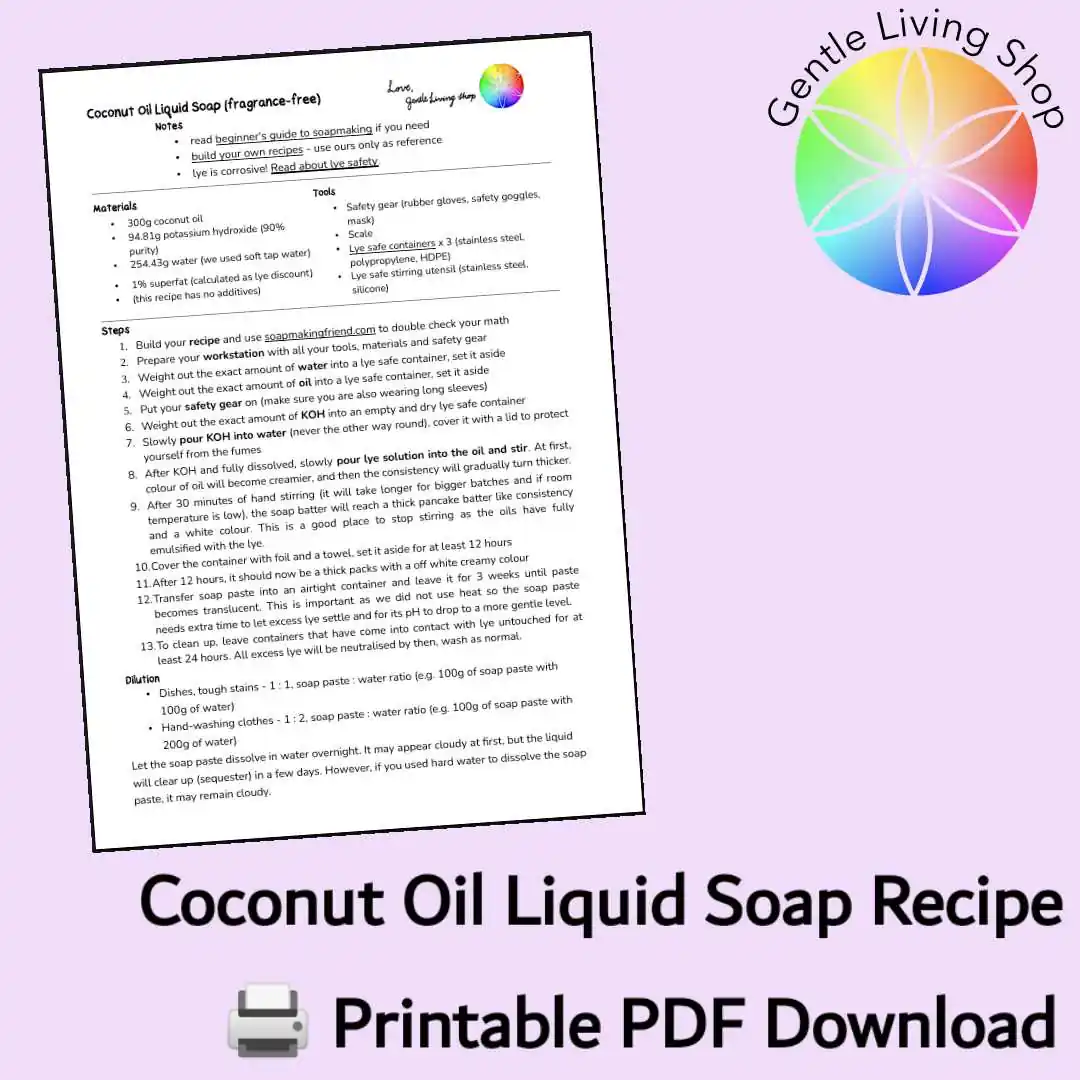 Gentle Living Shop
Love,
Gentle Living Shop
Coconut Oil Liquid Soap (fragrance-free)
Notes
• read beginner's guide to soapmaking if you need
• build your own recipes - use ours only as reference
• lye is corrosive! Read about lye safety
Materials
• 300g coconut oil
• 94.81g potassium hydroxide (90%
purity)
• 254.43g water (we used soft tap water)
• 1% superfat (calculated as lye discount)
• (this recipe has no additives)
Tools
• Safety gear (rubber gloves, safety goggles,
mask)
• Scale
• Lye safe containers x 3 (stainless steel,
polypropylene, HDPE)
• Lye safe stirring utensil (stainless steel,
silicone)
Steps
1. Build your recipe and use soapmakingfriend.com to double check your math
2. Prepare your workstation with all your tools, materials and safety gear
3. Weight out the exact amount of water into a lye safe container, set it aside
4. Weight out the exact amount of oil into a lye safe container, set it aside
5. Put your safety gear on (make sure you are also wearing long sleeves)
6. Weight out the exact amount of KOH into an empty and dry lye safe container
7. Slowly pour KOH into water (never the other way round), cover it with a lid to protect
yourself from the fumes
8. After KOH and fully dissolved, slowly pour lye solution into the oil and stir. At first,
colour of oil will become creamier, and then the consistency will gradually turn thicker.
9. After 30 minutes of hand stirring (it will take longer for bigger batches and if room
temperature is low), the soap batter will reach a thick pancake batter like consistency
and a white colour. This is a good place to stop stirring as the oils have fully
emulsified with the lye.
10. Cover the container with foil and a towel, set it aside for at least 12 hours
11. After 12 hours, it should now be a thick packs with a off white creamy colour
12. Transfer soap paste into an airtight container and leave it for 3 weeks until paste
becomes translucent. This is important as we did not use heat so the soap paste
needs extra time to let excess lye settle and for its pH to drop to a more gentle level.
13. To clean up, leave containers that have come into contact with lye untouched for at
least 24 hours. All excess lye will be neutralised by then, wash as normal.
Dilution
• Dishes, tough stains - 1 : 1, soap paste : water ratio (e.g. 100g of soap paste with
100g of water)
• Hand-washing clothes - 1 : 2, soap paste : water ratio (e.g. 100g of soap paste with
200g of water)
Let the soap paste dissolve in water overnight. It may appear cloudy at first, but the liquid
will clear up (sequester) in a few days. However, if you used hard water to dissolve the soap
paste, it may remain cloudy.
Coconut Oil Liquid Soap Recipe
Printable PDF Download